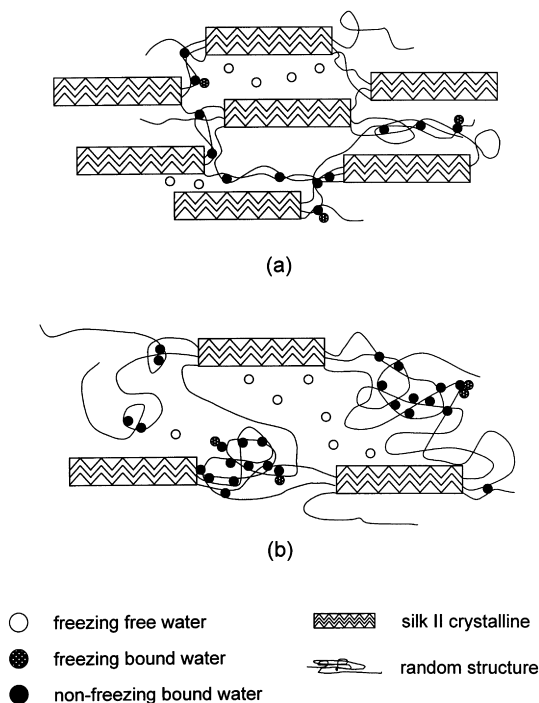 (a)
(b)
freezing free water
silk II crystalline
freezing bound water
random structure
non-freezing bound water